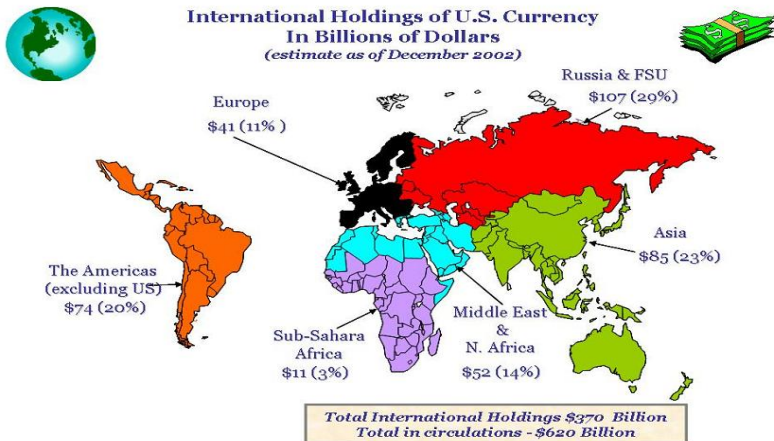 International Holdings of U.S. Currency
In Billions of Dollars
(estimate as of December 2002)
Russia & FSU
$107 (29%)
Europe
$41 (11% )
Asia
$85 (23%)
The Americas
(excluding US)
$74 (20%)
Sub-Sahara
Africa
$11 (3%)
Middle East
&
N. Africa
$52 (14%)
Total International Holdings $370 Billion
Total in circulations - $620 Billion